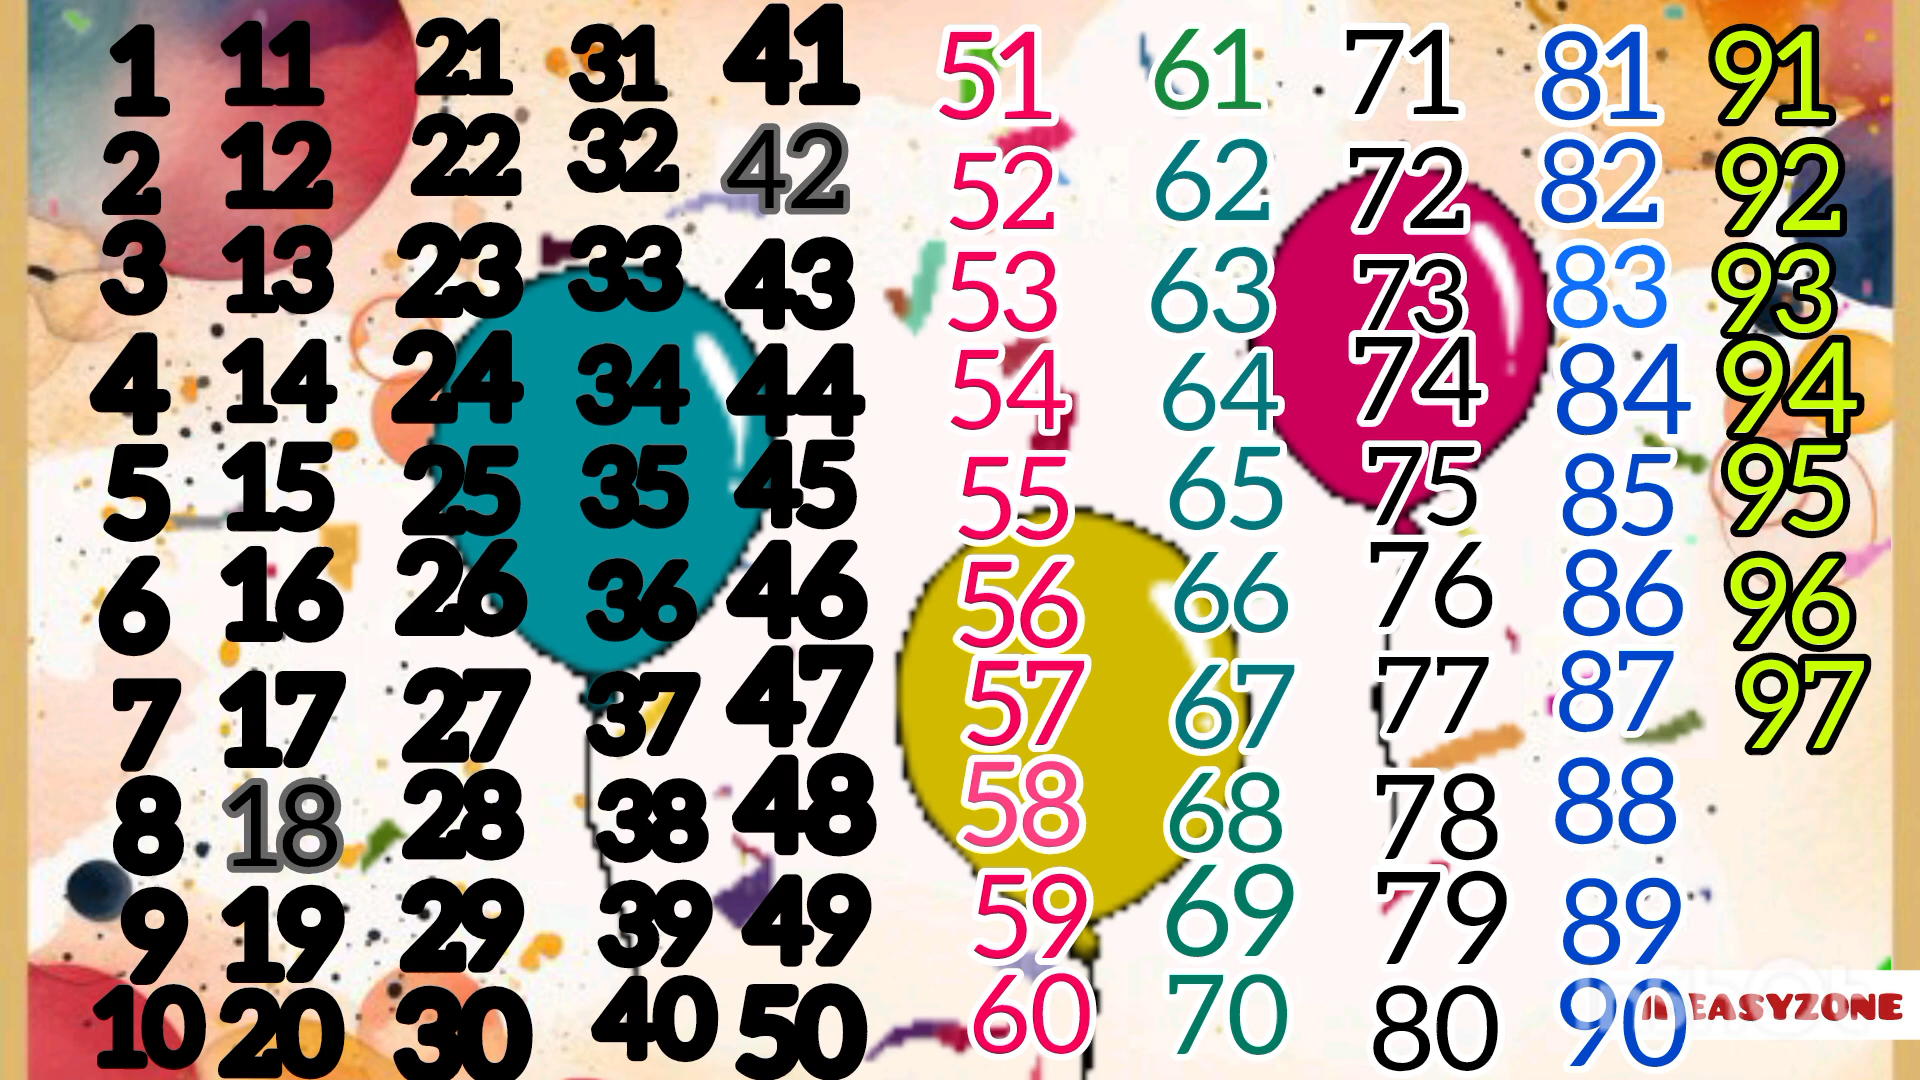 1 11 21 31 41 51 61 71 81 91
2 12 22 32 42 52 62 72 82 92
3 13 23 33 43 53 63 73 83 93
4 14 24 34 44 54 64 74 84 94
5 15 25 35 45 55 65 75 85 95
6 16 26 36 46 56 66 76 86 96
7 17 27 37 47 57 67 77 87 97
8 18 28 38 48 58 68 78 88
9 19 29 39 49 59 69 79 89
10 20 30 40 50 60 70 80 90
EASYZONE